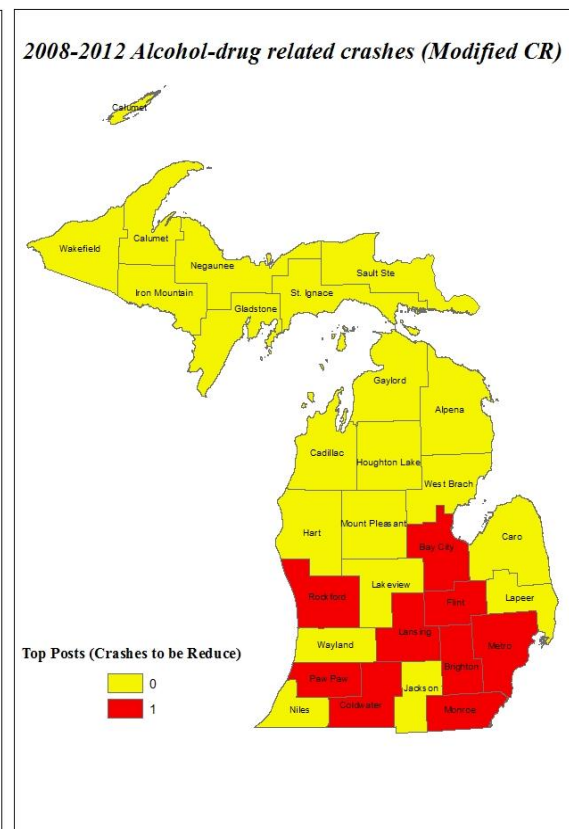 2008-2012 Alcohol-drug related crashes (Modified CR)
Calumet
Wakefield
Calumet
Negaunee
Sault Ste
Iron Mountain
St. Ignace
Gladstone
Gaylord
Alpena
Cadillac
Houghton Lake
West Brach
Hart
Mount Pleasant
Caro
Bay City
Lakeview
Rockford
Flint
Lapeer
Lansing
Wayland
Metro
Top Posts (Crashes to be Reduce)
Brighton
Paw Paw
0
Jackson
1
Niles
Coldwater
Monroe